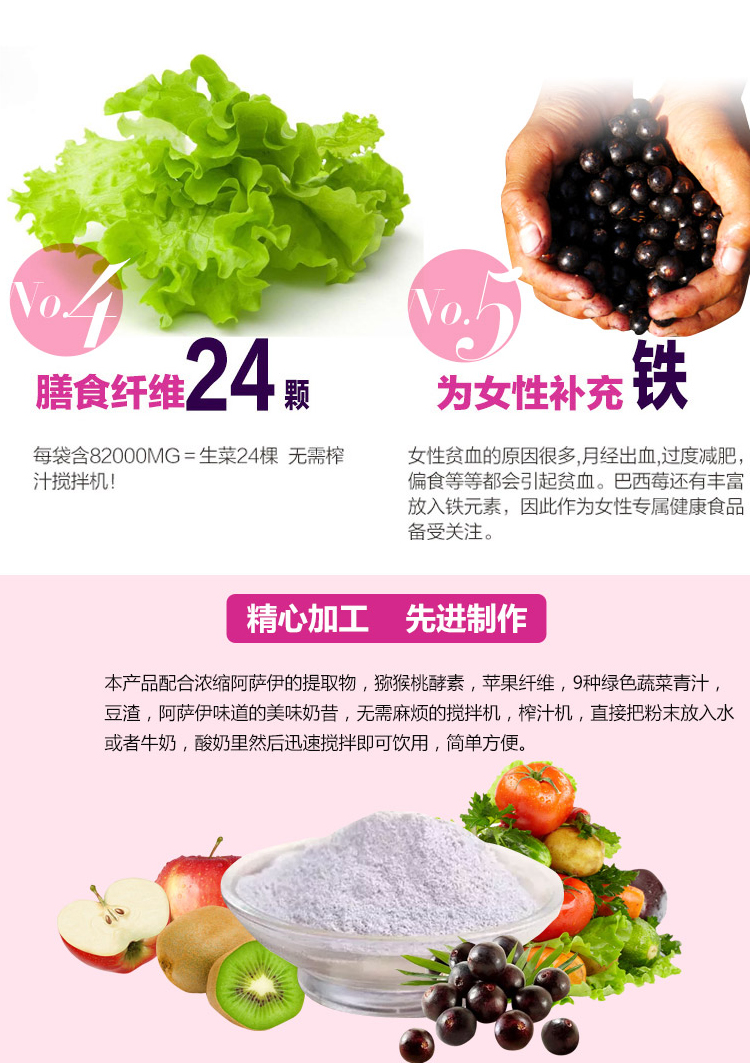 No.4
膳食纤维24颗
每袋含82000MG=生菜24棵 无需榨
汁搅拌机!
No.5
为女性补充铁
女性贫血的原因很多,月经出血,过度减肥,
偏食等等都会引起贫血。巴西莓还有丰富
放入铁元素,因此作为女性专属健康食品
备受关注。
精心加工 先进制作
本产品配合浓缩阿萨伊的提取物,猕猴桃酵素,苹果纤维,9种绿色蔬菜青汁,
豆渣,阿萨伊味道的美味奶昔,无需麻烦的搅拌机,榨汁机,直接把粉末放入水
或者牛奶,酸奶里然后迅速搅拌即可饮用,简单方便。